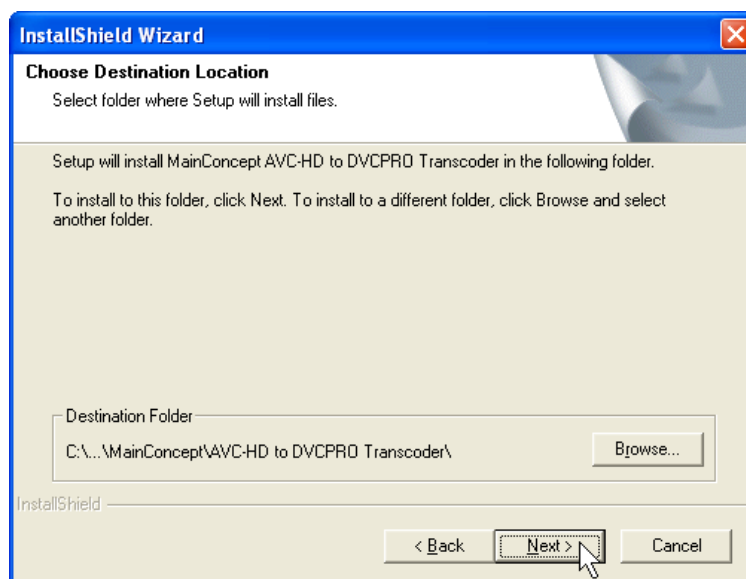 InstallShield Wizard
Choose Destination Location
Select folder where Setup will install files.
Setup will install MainConcept AVC-HD to DVCPRO Transcoder in the following folder.
To install to this folder, click Next. To install to a different folder, click Browse and select
another folder.
Destination Folder
C:\...\MainConcept\AVC-HD to DVCPRO Transcoder\
Browse...
InstallShield
< Back
Next >
Cancel